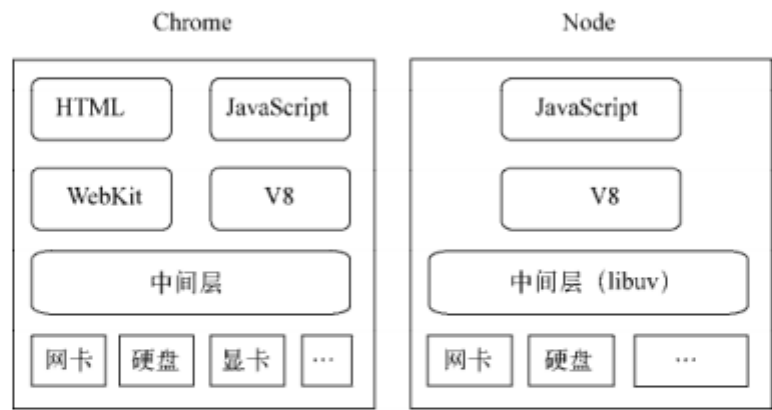 Chrome
Node
HTML
JavaScript
JavaScript
WebKit
V8
V8
中间层
中间层（libuv）
网卡
硬盘
显卡
…
网卡
硬盘
…